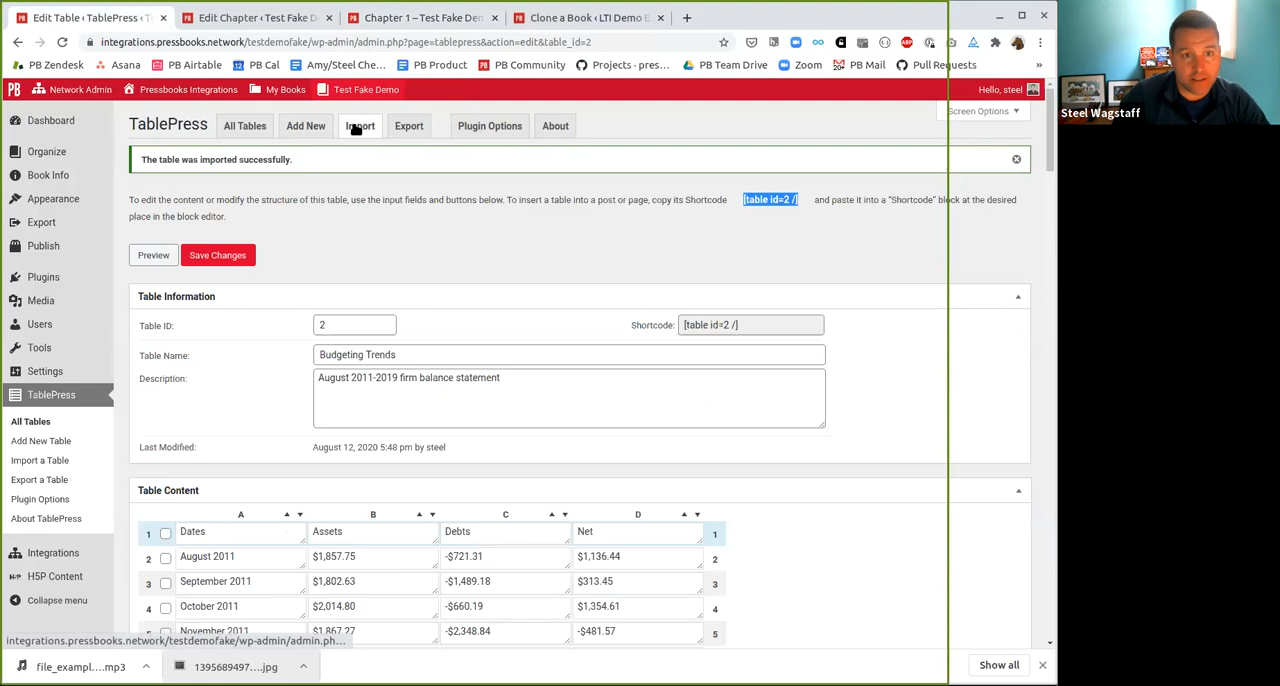 Edit Table ‹ TablePress ‹ T
Edit Chapter ‹ Test Fake D
Chapter 1 – Test Fake Dem
Clone a Book ‹ LTI Demo E
integrations.pressbooks.network/testdemofake/wp-admin/admin.php?page=tablepress&action=edit&table_id=2
PB Zendesk
Asana
PB Airtable
PB Cal
Amy/Steel Che...
PB Project
PB Community
Projects · pres...
PB Team Drive
Zoom
PB Mail
Pull Requests
»
PB
Network Admin
Pressbooks Integrations
My Books
Test Fake Demo
Hello, steel
Steel Wagstaff
Dashboard
Organize
Book Info
Appearance
Export
Publish
Plugins
Media
Users
Tools
Settings
TablePress
All Tables
Add New Table
Import a Table
Export a Table
Plugin Options
About TablePress
Integrations
H5P Content
Collapse menu
TablePress
All Tables
Add New
Import
Export
Plugin Options
About
Screen Options
The table was imported successfully.
To edit the content or modify the structure of this table, use the input fields and buttons below. To insert a table into a post or page, copy its Shortcode [table id=2 /] and paste it into a “Shortcode” block at the desired
place in the block editor.
Preview
Save Changes
Table Information
Table ID: 2
Shortcode: [table id=2 /]
Table Name: Budgeting Trends
Description: August 2011-2019 firm balance statement
Last Modified: August 12, 2020 5:48 pm by steel
Table Content
A B C D
1 Dates Assets Debts Net 1
2 August 2011 $1,857.75 -$721.31 $1,136.44 2
3 September 2011 $1,802.63 -$1,489.18 $313.45 3
4 October 2011 $2,014.80 -$660.19 $1,354.61 4
5 November 2011 $1,867.27 -$2,348.84 -$481.57 5
integrations.pressbooks.network/testdemofake/wp-admin/admin.ph...
file_exampl....mp3
1395689497....jpg
Show all